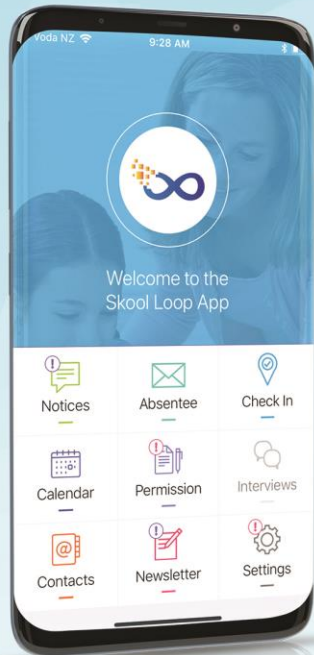 Voda NZ 9:28 AM
Welcome to the
Skool Loop App
Notices Absentee Check In
Calendar Permission Interviews
Contacts Newsletter Settings